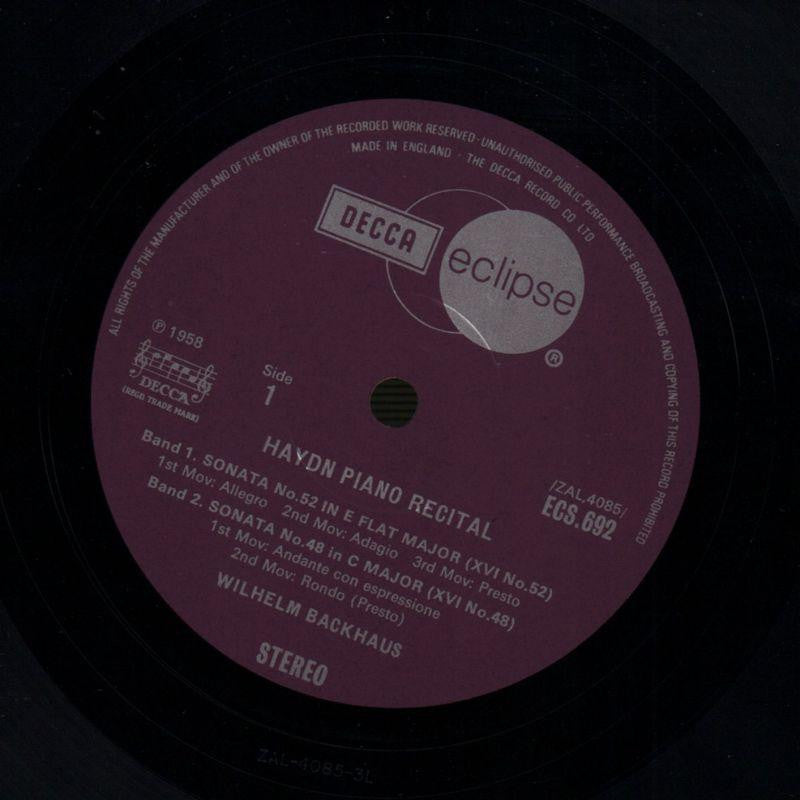 ALL RIGHTS OF THE MANUFACTURER AND OF THE OWNER OF THE RECORDED WORK RESERVED · UNAUTHORISED PUBLIC PERFORMANCE BROADCASTING AND COPYING OF THIS RECORD PROHIBITED
MADE IN ENGLAND · THE DECCA RECORD CO LTD
DECCA
eclipse
®
℗ 1958
DECCA
(REGD TRADE MARK)
Side
1
/ZAL.4085/
ECS.692
HAYDN PIANO RECITAL
Band 1. SONATA No.52 IN E FLAT MAJOR (XVI No.52)
1st Mov: Allegro 2nd Mov: Adagio 3rd Mov: Presto
Band 2. SONATA No.48 in C MAJOR (XVI No.48)
1st Mov: Andante con espressione
2nd Mov: Rondo (Presto)
WILHELM BACKHAUS
STEREO
ZAL-4085-3L